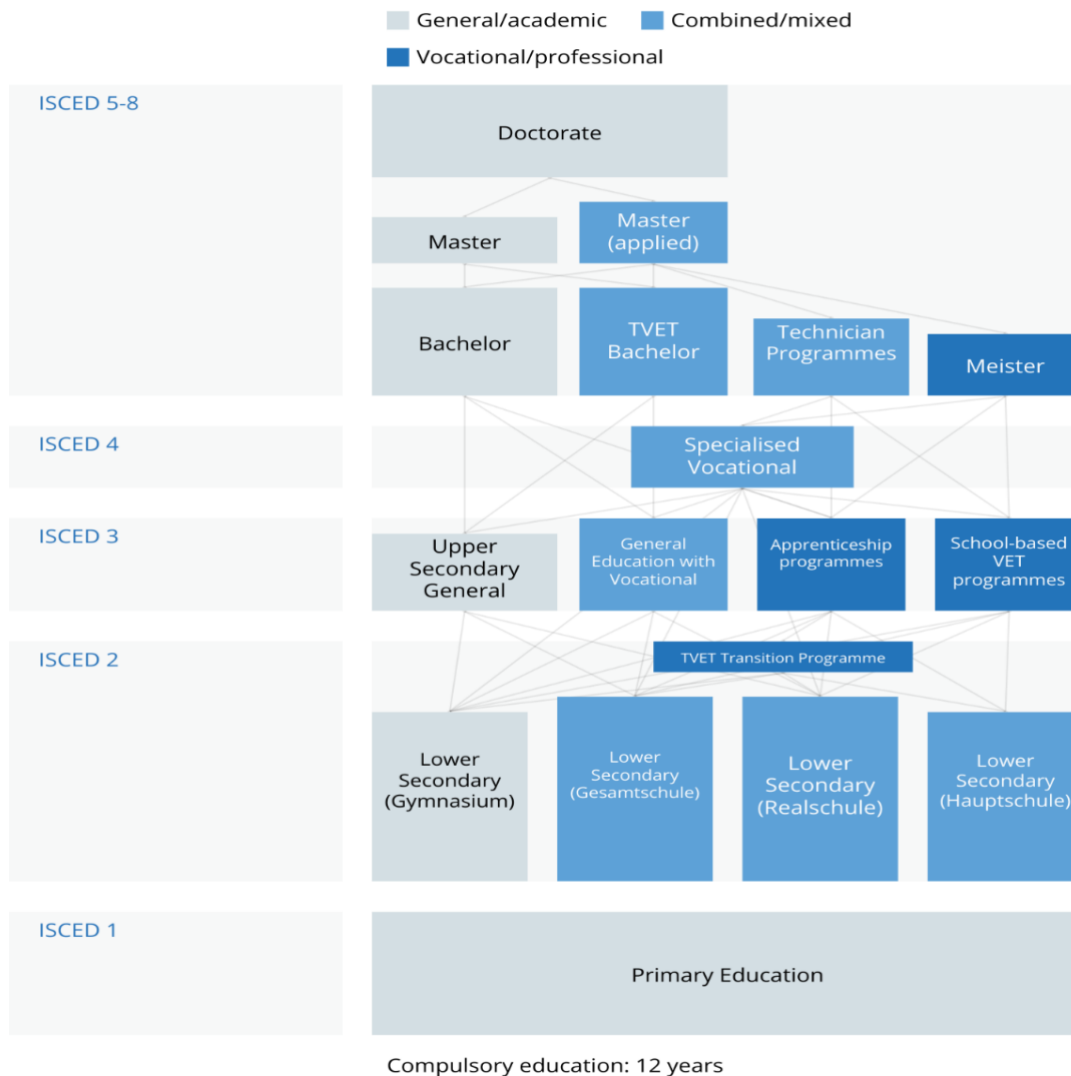 General/academic
Combined/mixed
Vocational/professional
ISCED 5-8
Doctorate
Master
Master
(applied)
Bachelor
TVET
Bachelor
Technician
Programmes
Meister
ISCED 4
Specialised
Vocational
ISCED 3
Upper
Secondary
General
General
Education with
Vocational
Apprenticeship
programmes
School-based
VET
programmes
ISCED 2
TVET Transition Programme
Lower
Secondary
(Gymnasium)
Lower
Secondary
(Gesamtschule)
Lower
Secondary
(Realschule)
Lower
Secondary
(Hauptschule)
ISCED 1
Primary Education
Compulsory education: 12 years